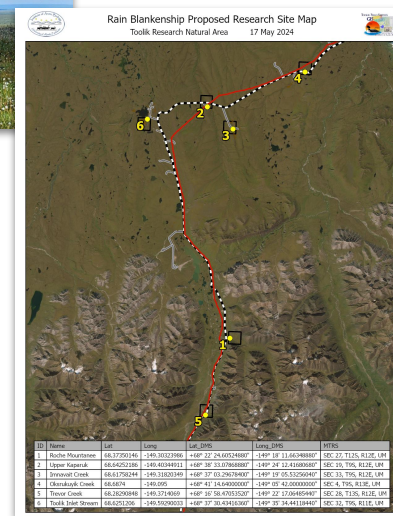 Rain Blankenship Proposed Research Site Map
Toolik Research Natural Area 17 May 2024
4
2
6
3
1
5
ID Name Lat Long Lat_DMS Long_DMS MTRS
1 Roche Mountanee 68.37350146 -149.30323986 +68° 22' 24.60524880" -149° 18' 11.66348880" SEC 27, T12S, R12E, UM
2 Upper Kaparuk 68.64252186 -149.40344911 +68° 38' 33.07868880" -149° 24' 12.41680680" SEC 19, T9S, R12E, UM
3 Imnavait Creek 68.61758244 -149.31820349 +68° 37' 03.29678400" -149° 19' 05.53256040" SEC 33, T9S, R12E, UM
4 Oksrukuyik Creek 68.6874 -149.095 +68° 41' 14.64000000" -149° 05' 42.00000000" SEC 4, T9S, R13E, UM
5 Trevor Creek 68.28290848 -149.3714069 +68° 16' 58.47053520" -149° 22' 17.06485440" SEC 28, T13S, R12E, UM
6 Toolik Inlet Stream 68.6251206 -149.59290033 +68° 37' 30.43416360" -149° 35' 34.44118440" SEC 32, T9S, R11E, UM